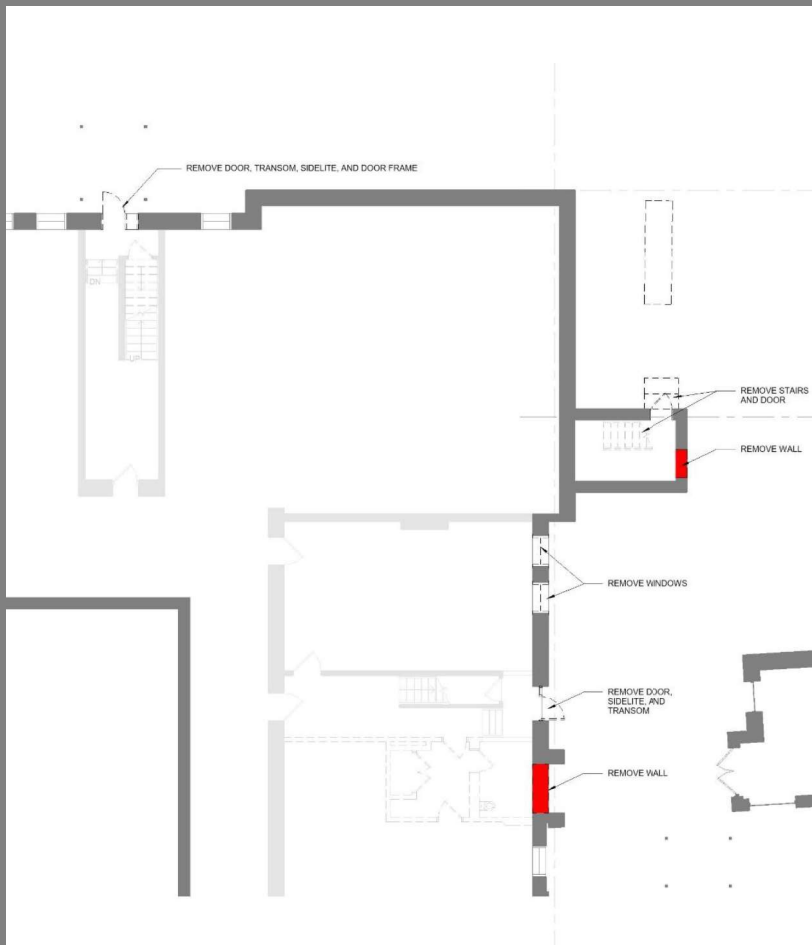 REMOVE DOOR, TRANSOM, SIDELITE, AND DOOR FRAME
DN
UP
REMOVE STAIRS
AND DOOR
REMOVE WALL
REMOVE WINDOWS
REMOVE DOOR,
SIDELITE, AND
TRANSOM
REMOVE WALL